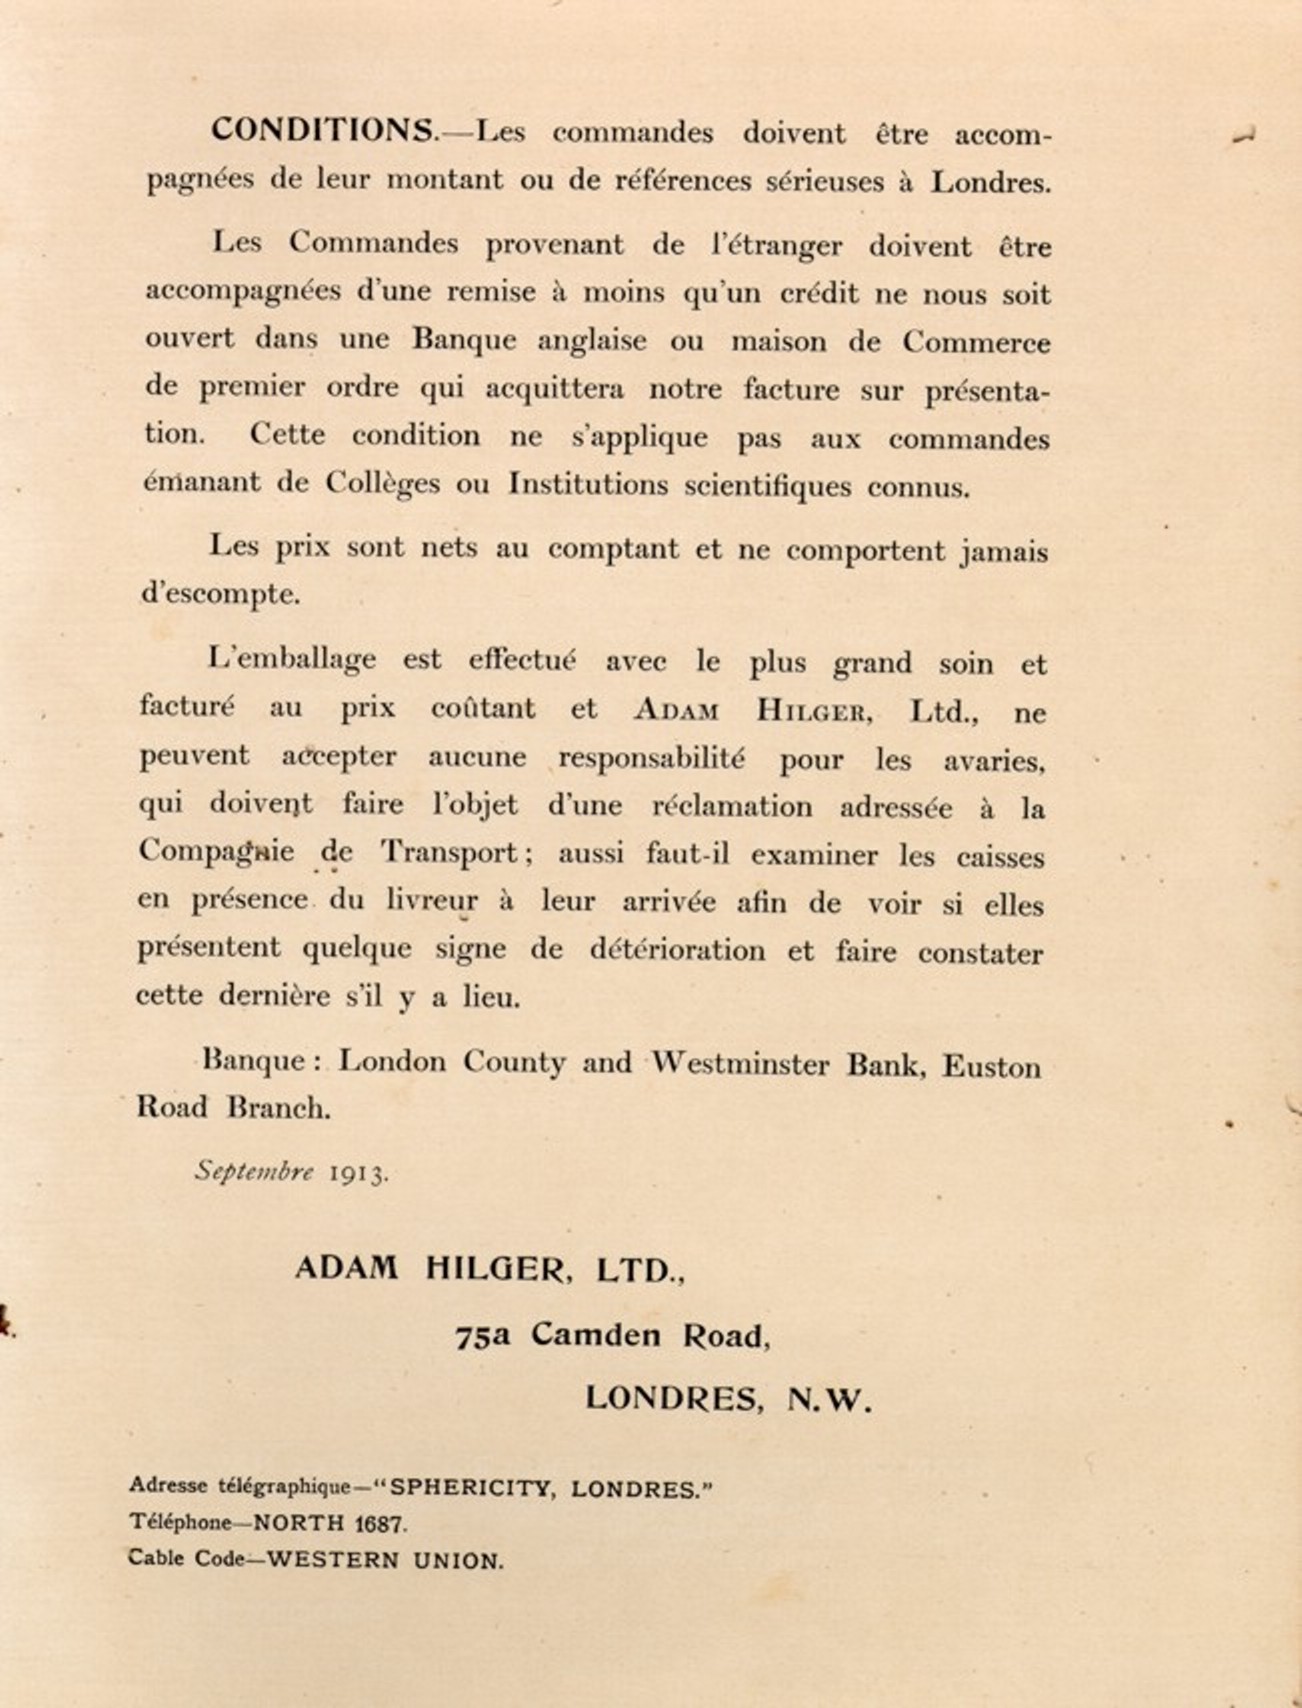 CONDITIONS.—Les commandes doivent être accom-
pagnées de leur montant ou de références sérieuses à Londres.
Les Commandes provenant de l'étranger doivent être
accompagnées d'une remise à moins qu'un crédit ne nous soit
ouvert dans une Banque anglaise ou maison de Commerce
de premier ordre qui acquittera notre facture sur présenta-
tion. Cette condition ne s'applique pas aux commandes
émanant de Collèges ou Institutions scientifiques connus.
Les prix sont nets au comptant et ne comportent jamais
d'escompte.
L'emballage est effectué avec le plus grand soin et
facturé au prix coûtant et ADAM HILGER, Ltd., ne
peuvent accepter aucune responsabilité pour les avaries,
qui doivent faire l'objet d'une réclamation adressée à la
Compagnie de Transport; aussi faut-il examiner les caisses
en présence du livreur à leur arrivée afin de voir si elles
présentent quelque signe de détérioration et faire constater
cette dernière s'il y a lieu.
Banque: London County and Westminster Bank, Euston
Road Branch.
Septembre 1913.
ADAM HILGER, LTD.,
75a Camden Road,
LONDRES, N.W.
Adresse télégraphique—"SPHERICITY, LONDRES."
Téléphone—NORTH 1687.
Cable Code—WESTERN UNION.